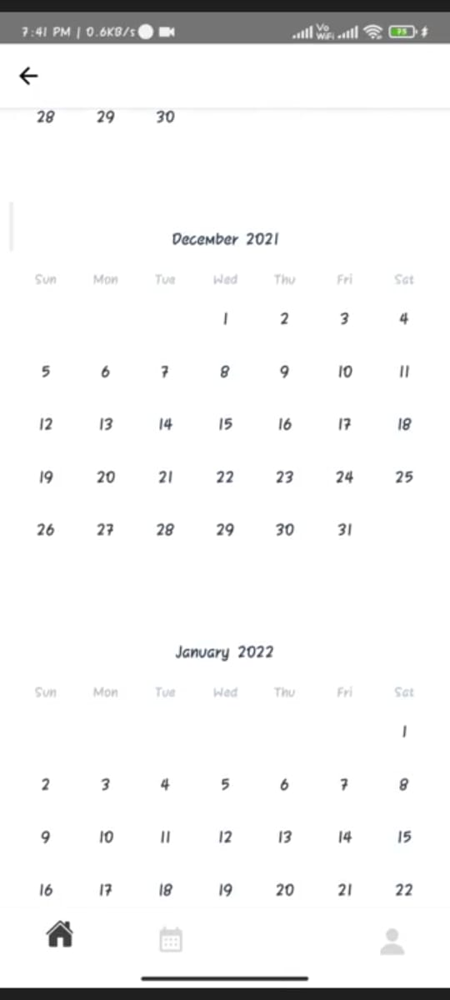 7:41 PM | 0.6KB/s Vo WiFi 75
28 29 30
December 2021
Sun Mon Tue Wed Thu Fri Sat
1 2 3 4
5 6 7 8 9 10 11
12 13 14 15 16 17 18
19 20 21 22 23 24 25
26 27 28 29 30 31
January 2022
Sun Mon Tue Wed Thu Fri Sat
1
2 3 4 5 6 7 8
9 10 11 12 13 14 15
16 17 18 19 20 21 22